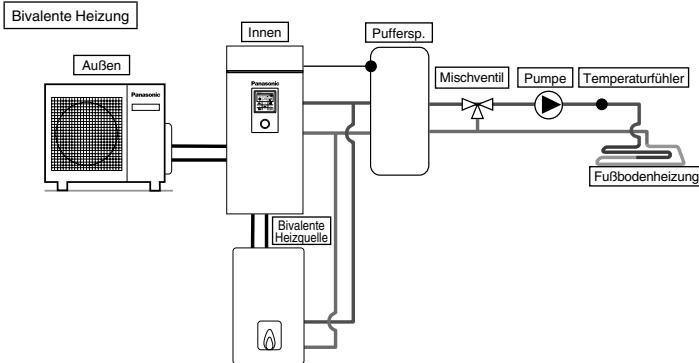 Bivalente Heizung
Innen
Puffersp.
Außen
Mischventil
Pumpe
Temperaturfühler
Panasonic
Panasonic
Fußbodenheizung
Bivalente
Heizquelle